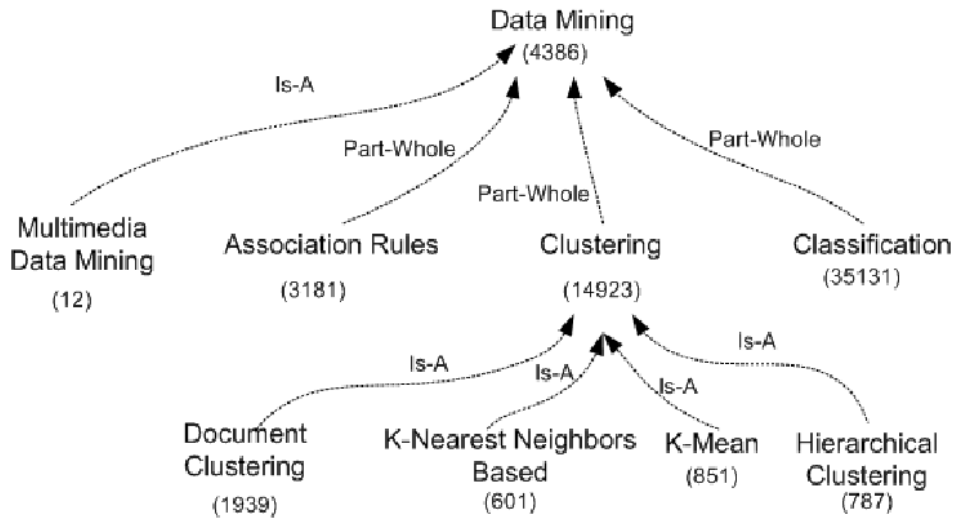 Data Mining
(4386)
Is-A
Part-Whole
Part-Whole
Part-Whole
Multimedia
Data Mining
(12)
Association Rules
(3181)
Clustering
(14923)
Classification
(35131)
Is-A
Is-A
Is-A
Is-A
Document
Clustering
(1939)
K-Nearest Neighbors
Based
(601)
K-Mean
(851)
Hierarchical
Clustering
(787)